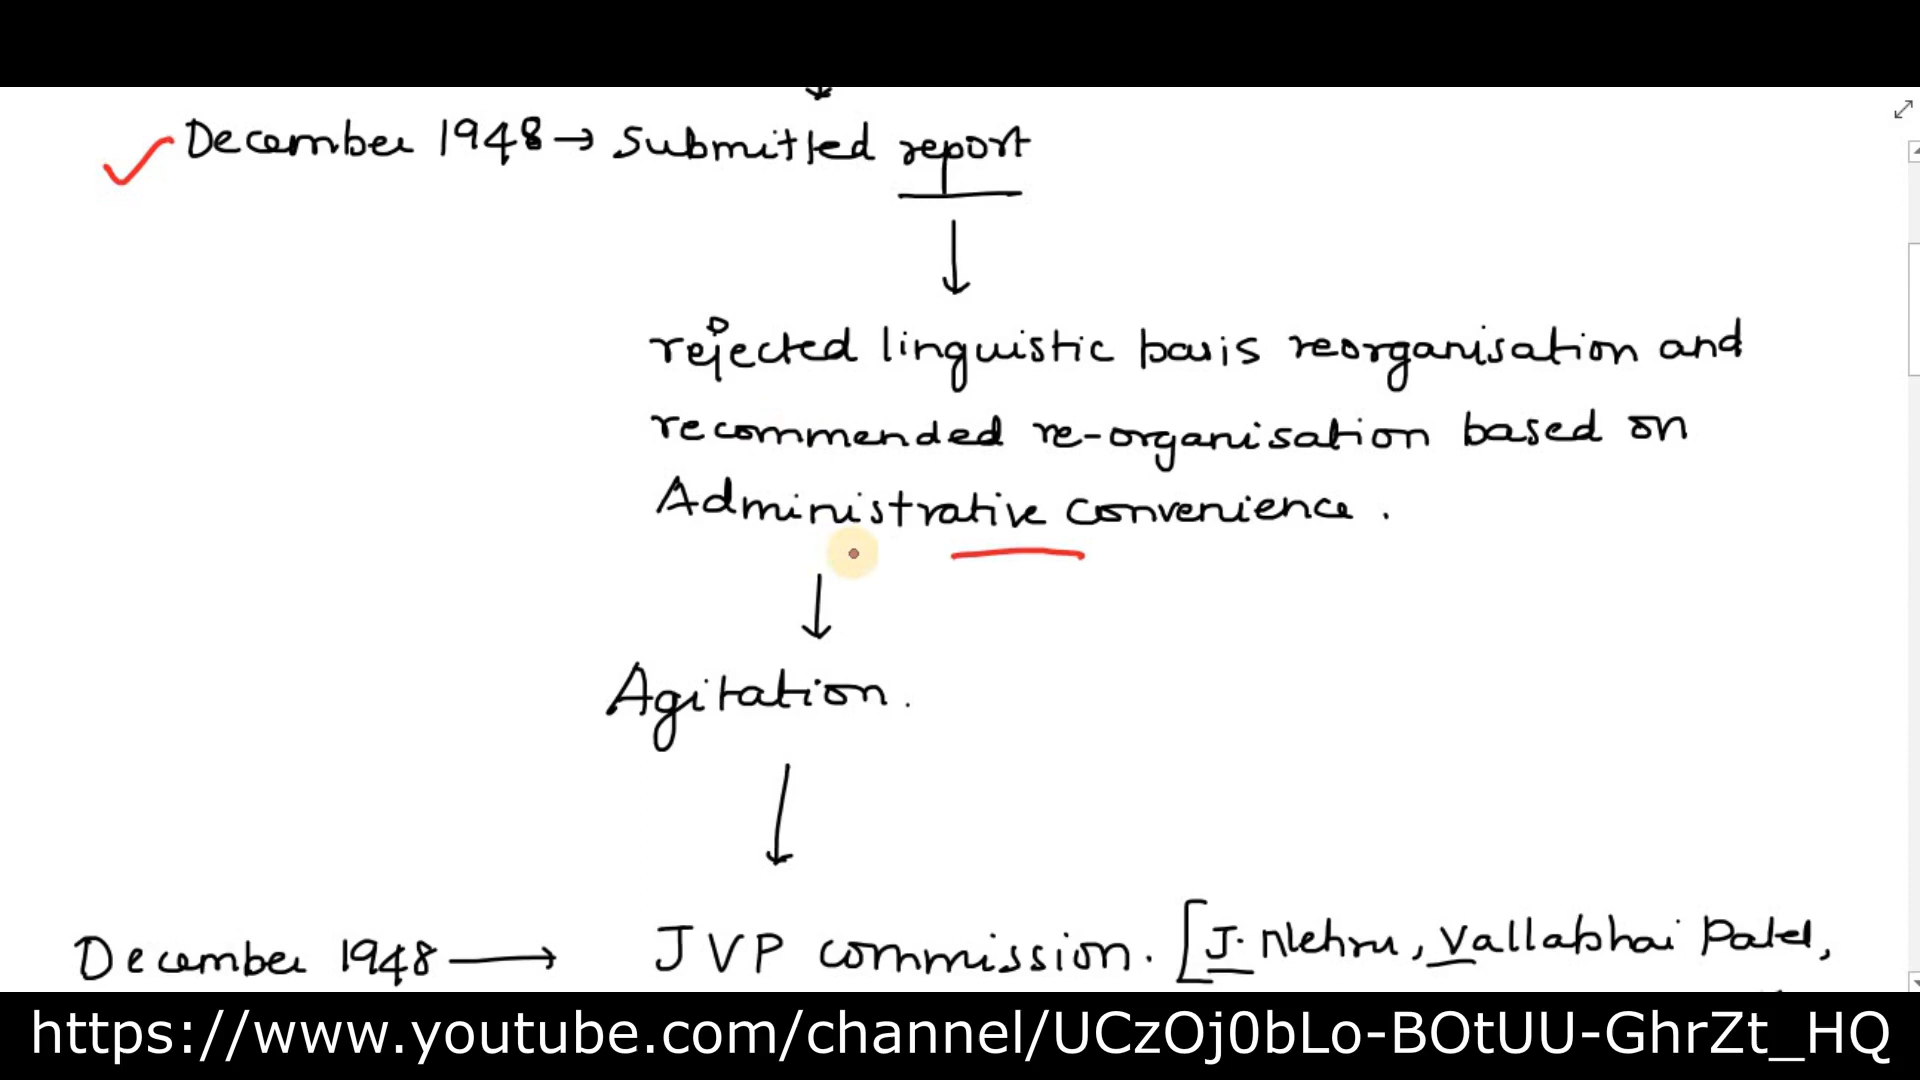 December 1948 → Submitted report
rejected linguistic basis reorganisation and
recommended re-organisation based on
Administrative convenience.
Agitation.
December 1948 → JVP commission. [J. Nehru, Vallabhai Patel,
https://www.youtube.com/channel/UCzOj0bLo-BOtUU-GhrZt_HQ